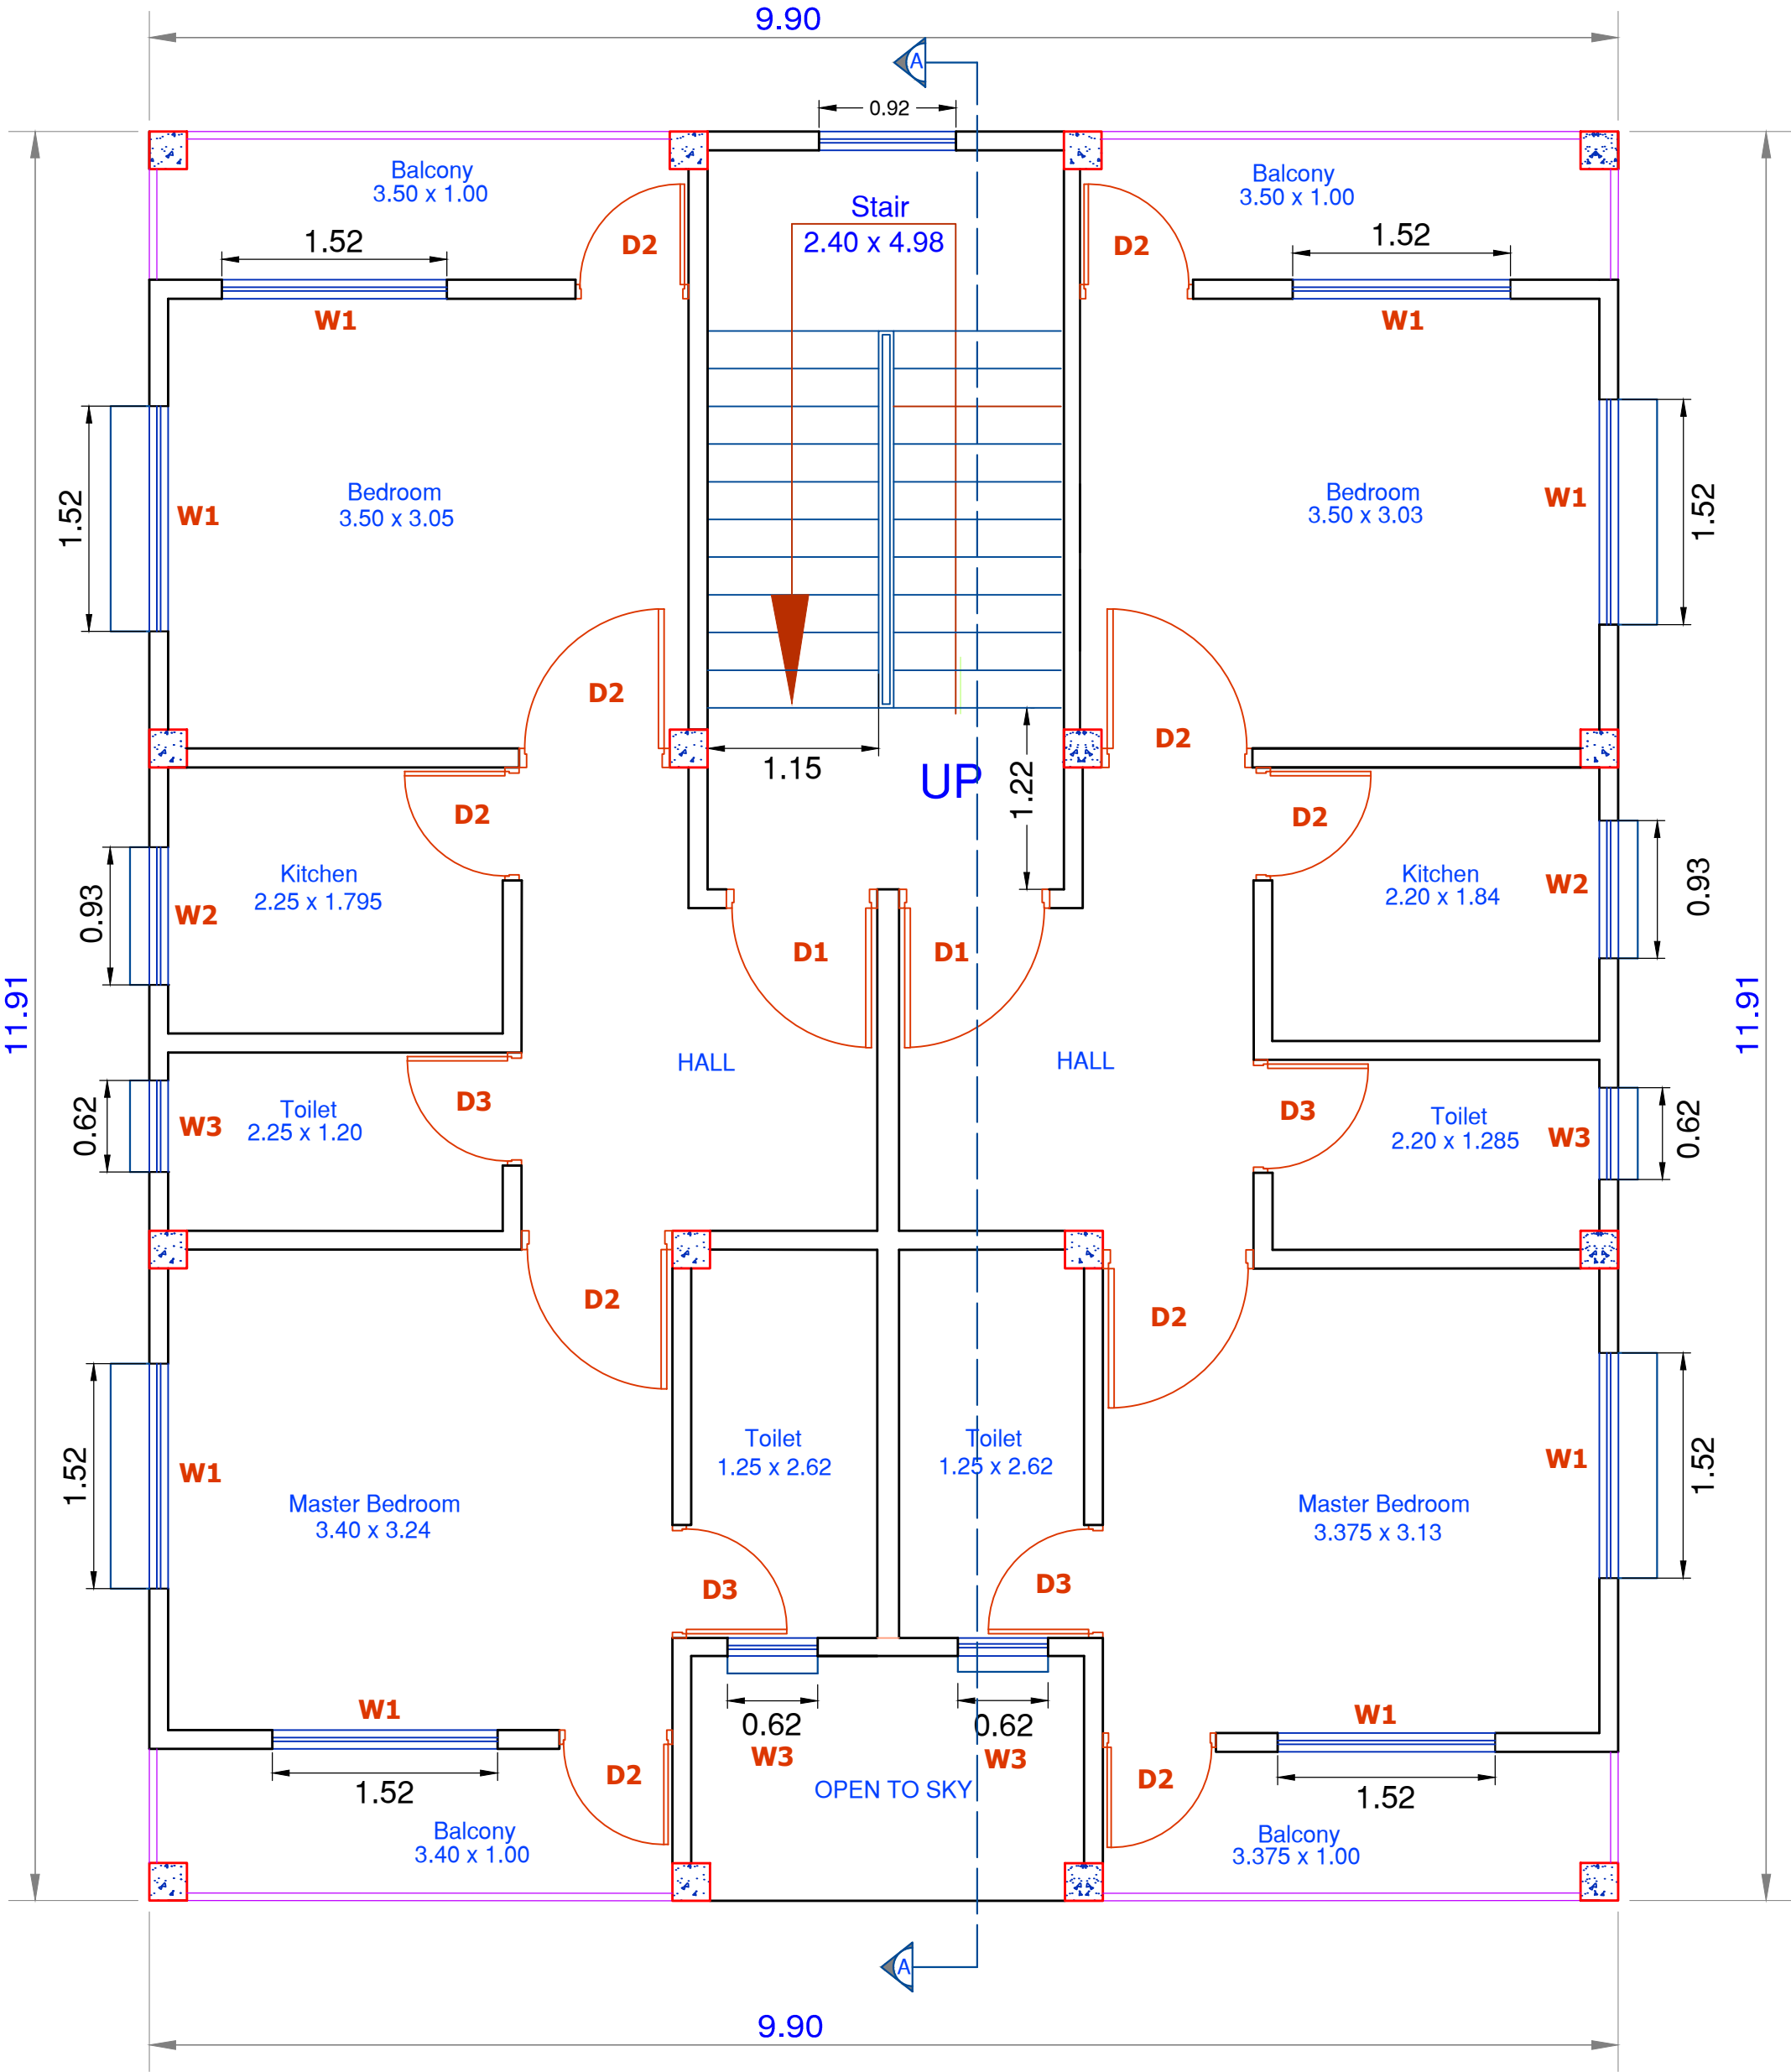 9.90
A
0.92
Balcony
3.50 x 1.00
Balcony
3.50 x 1.00
Stair
2.40 x 4.98
1.52
D2
D2
1.52
W1
W1
1.52
W1
Bedroom
3.50 x 3.05
Bedroom
3.50 x 3.03
W1
1.52
D2
D2
1.15
UP
1.22
D2
D2
Kitchen
2.25 x 1.795
Kitchen
2.20 x 1.84
0.93
W2
W2
0.93
D1
D1
11.91
11.91
HALL
HALL
0.62
W3
Toilet
2.25 x 1.20
D3
D3
Toilet
2.20 x 1.285
W3
0.62
D2
D2
Toilet
1.25 x 2.62
Toilet
1.25 x 2.62
1.52
W1
W1
1.52
Master Bedroom
3.40 x 3.24
Master Bedroom
3.375 x 3.13
D3
D3
W1
W1
0.62
W3
0.62
W3
1.52
D2
D2
1.52
OPEN TO SKY
Balcony
3.40 x 1.00
Balcony
3.375 x 1.00
A
9.90